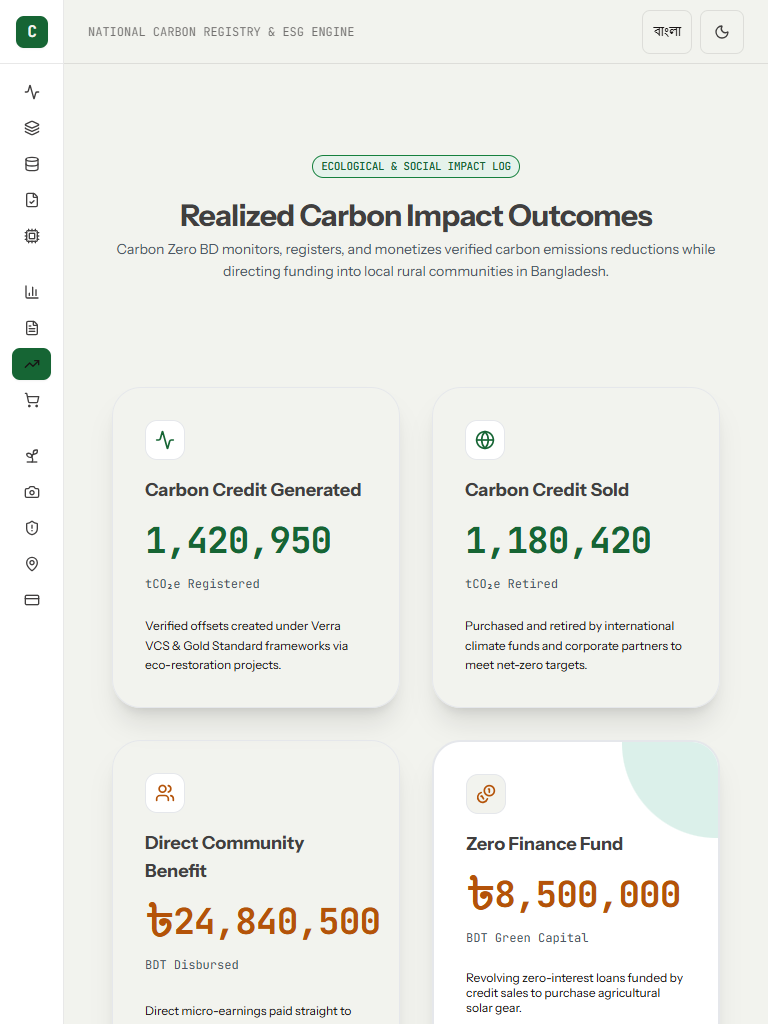 C
NATIONAL CARBON REGISTRY & ESG ENGINE
বাংলা
ECOLOGICAL & SOCIAL IMPACT LOG
Realized Carbon Impact Outcomes
Carbon Zero BD monitors, registers, and monetizes verified carbon emissions reductions while
directing funding into local rural communities in Bangladesh.
Carbon Credit Generated
1,420,950
tCO₂e Registered
Verified offsets created under Verra
VCS & Gold Standard frameworks via
eco-restoration projects.
Carbon Credit Sold
1,180,420
tCO₂e Retired
Purchased and retired by international
climate funds and corporate partners to
meet net-zero targets.
Direct Community
Benefit
৳24,840,500
BDT Disbursed
Direct micro-earnings paid straight to
Zero Finance Fund
৳8,500,000
BDT Green Capital
Revolving zero-interest loans funded by
credit sales to purchase agricultural
solar gear.